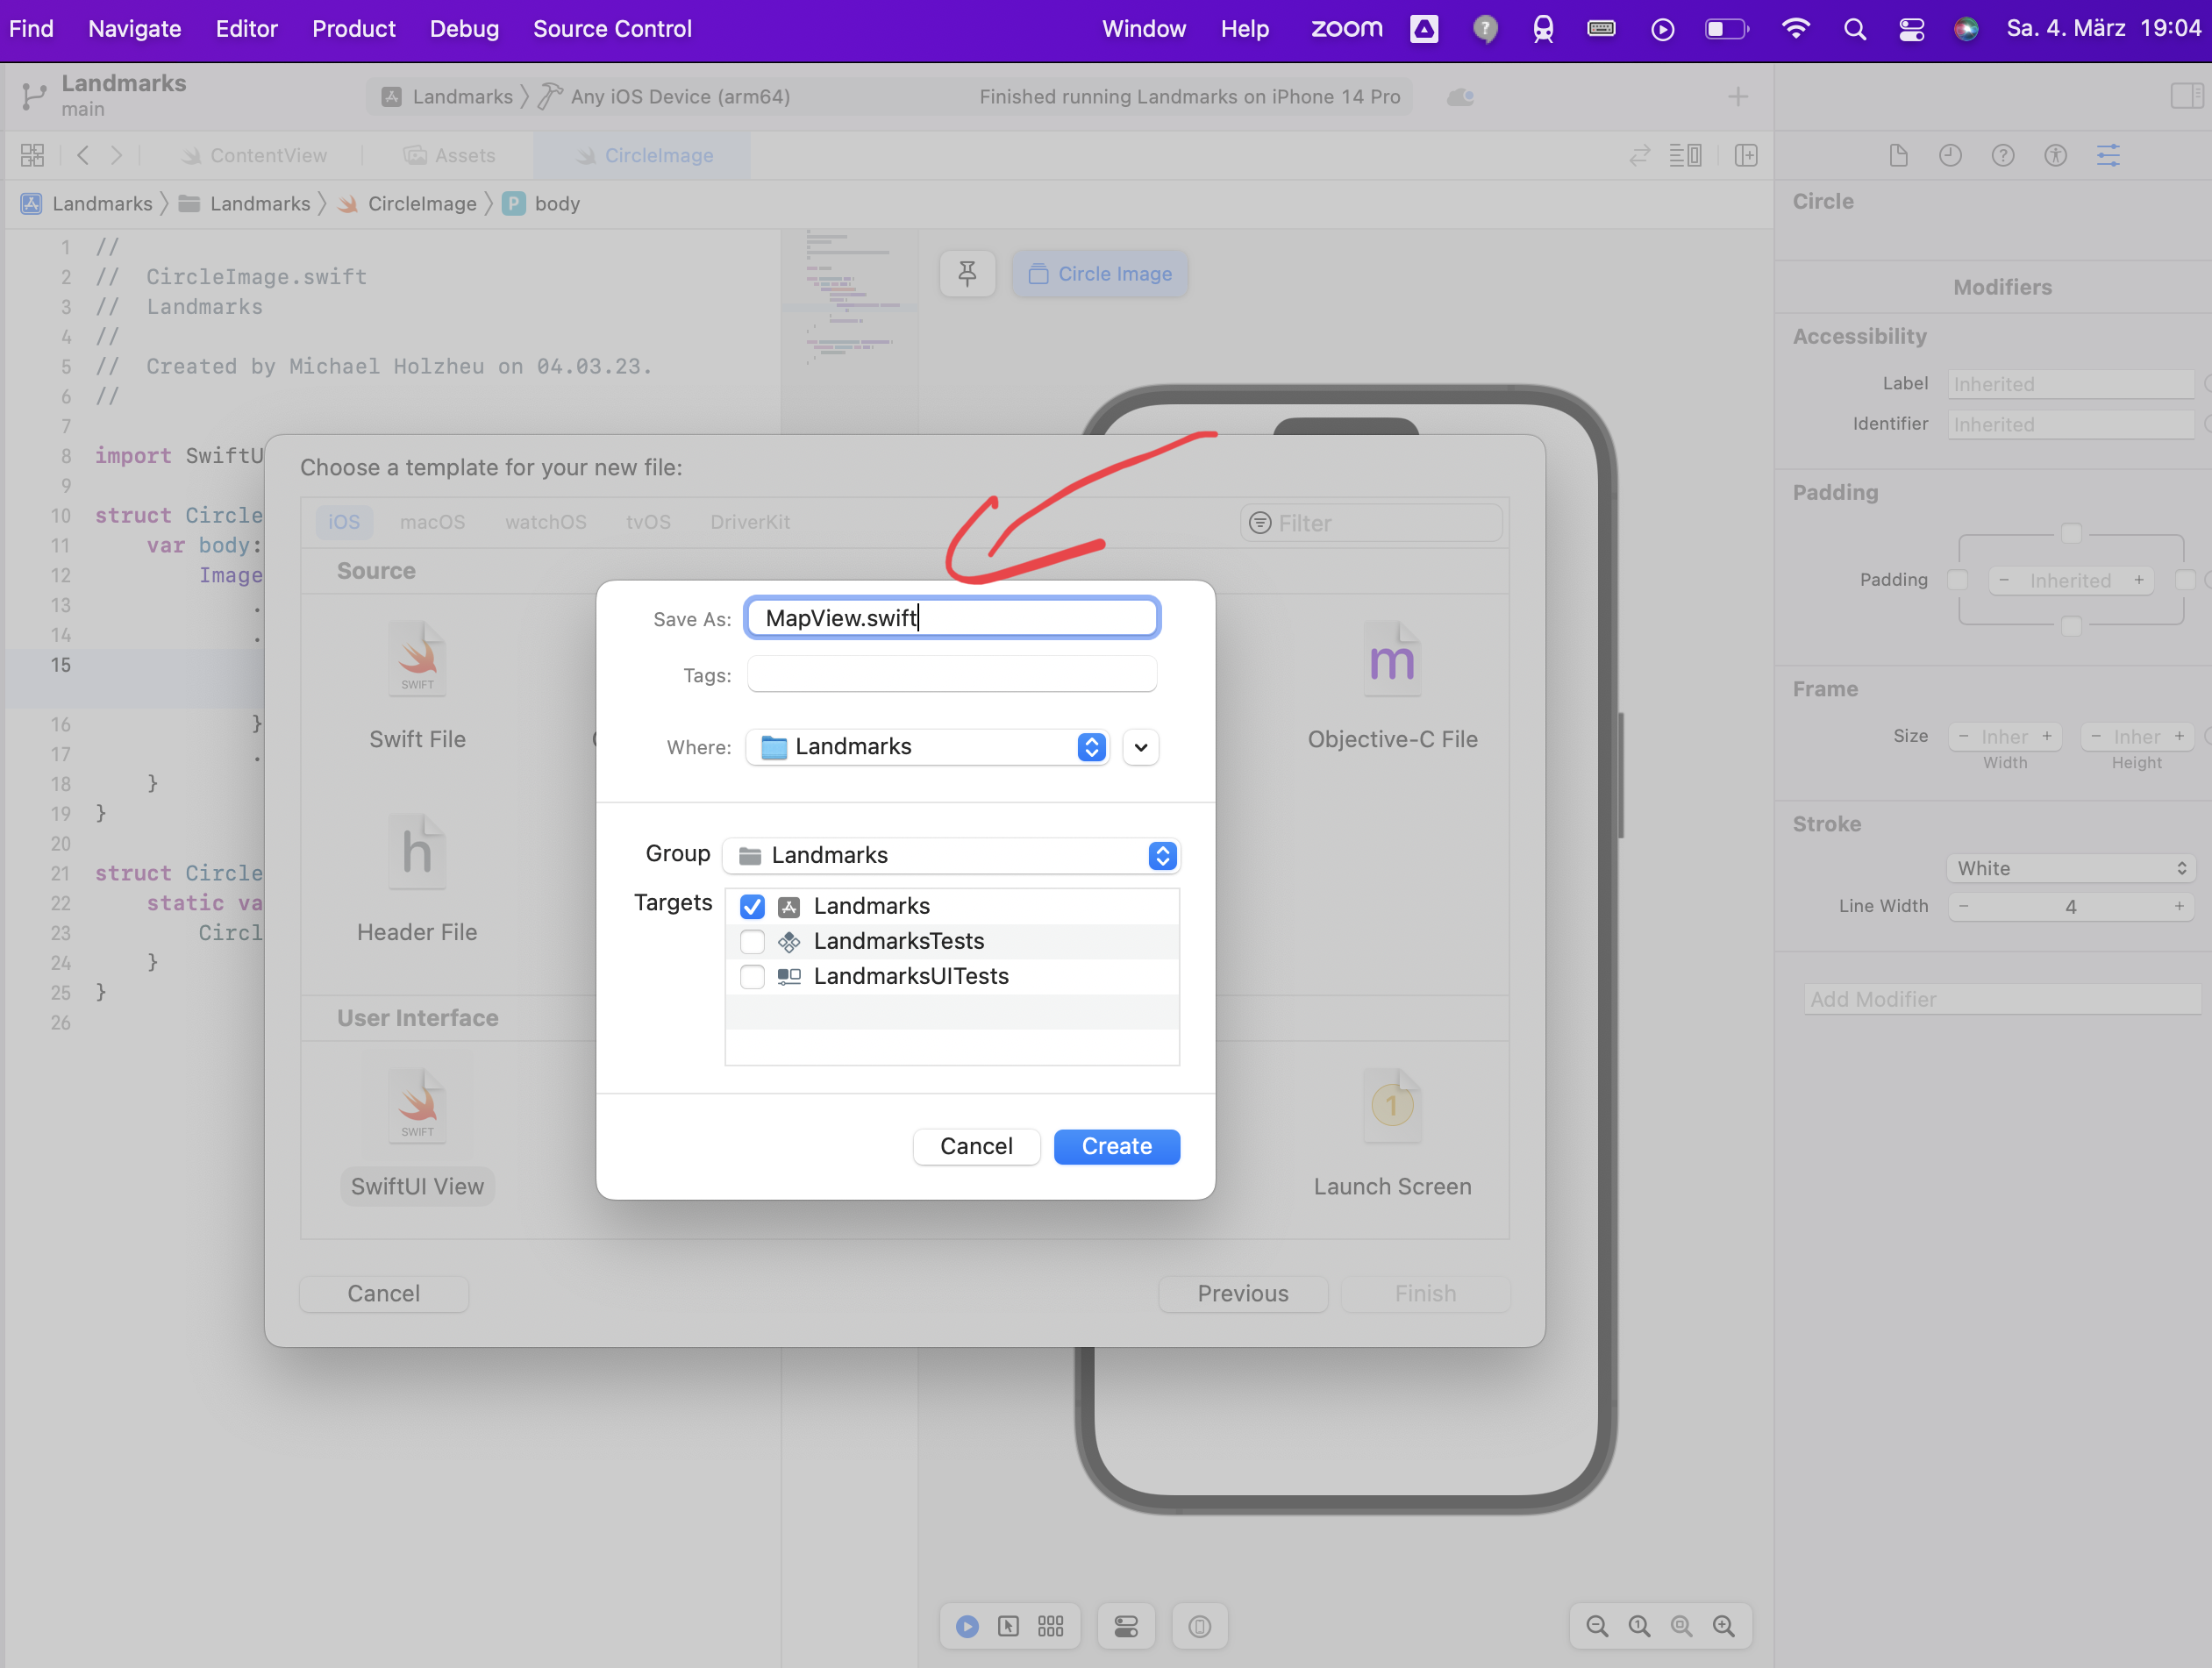 Find Navigate Editor Product Debug Source Control Window Help zoom Sa. 4. März 19:04
Landmarks
main
Landmarks Any iOS Device (arm64) Finished running Landmarks on iPhone 14 Pro
ContentView Assets CircleImage
Landmarks Landmarks CircleImage P body
1 //
2 // CircleImage.swift
3 // Landmarks
4 //
5 // Created by Michael Holzheu on 04.03.23.
6 //
7
8 import SwiftU
9
10 struct Circle
11 var body:
12 Image
13 .
14 .
15
16 }
17 .
18 }
19 }
20
21 struct Circle
22 static va
23 Circl
24 }
25 }
26
Circle Image
Choose a template for your new file:
iOS macOS watchOS tvOS DriverKit Filter
Source
SWIFT
Swift File
m
Objective-C File
h
Header File
User Interface
SWIFT
SwiftUI View
1
Launch Screen
Cancel Previous Finish
Save As: MapView.swift
Tags:
Where: Landmarks
Group Landmarks
Targets Landmarks
LandmarksTests
LandmarksUITests
Cancel Create
Circle
Modifiers
Accessibility
Label Inherited
Identifier Inherited
Padding
Padding - Inherited +
Frame
Size - Inher + - Inher +
Width Height
Stroke
White
Line Width - 4 +
Add Modifier